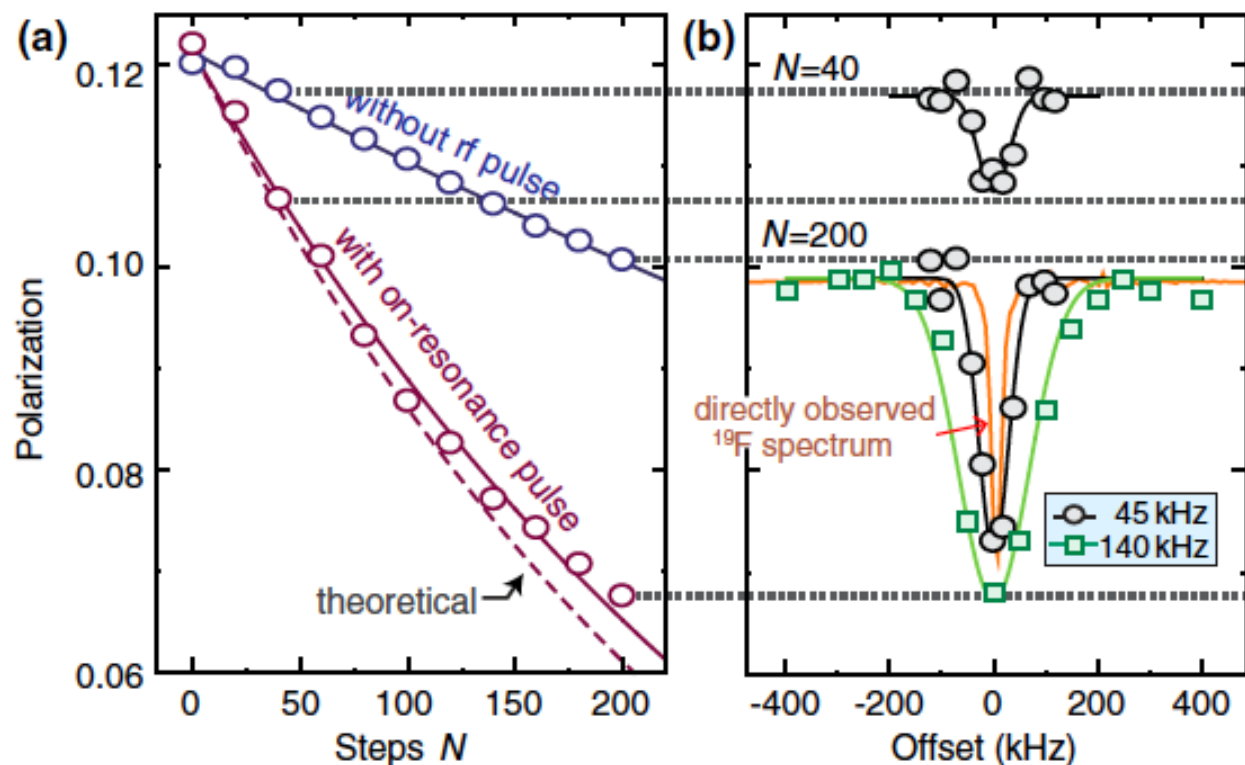 (a)
(b)
Polarization
0.12
0.10
0.08
0.06
without rf pulse
with on-resonance pulse
theoretical
0
50
100
150
200
Steps N
N=40
N=200
directly observed
¹⁹F spectrum
45 kHz
140 kHz
-400
-200
0
200
400
Offset (kHz)